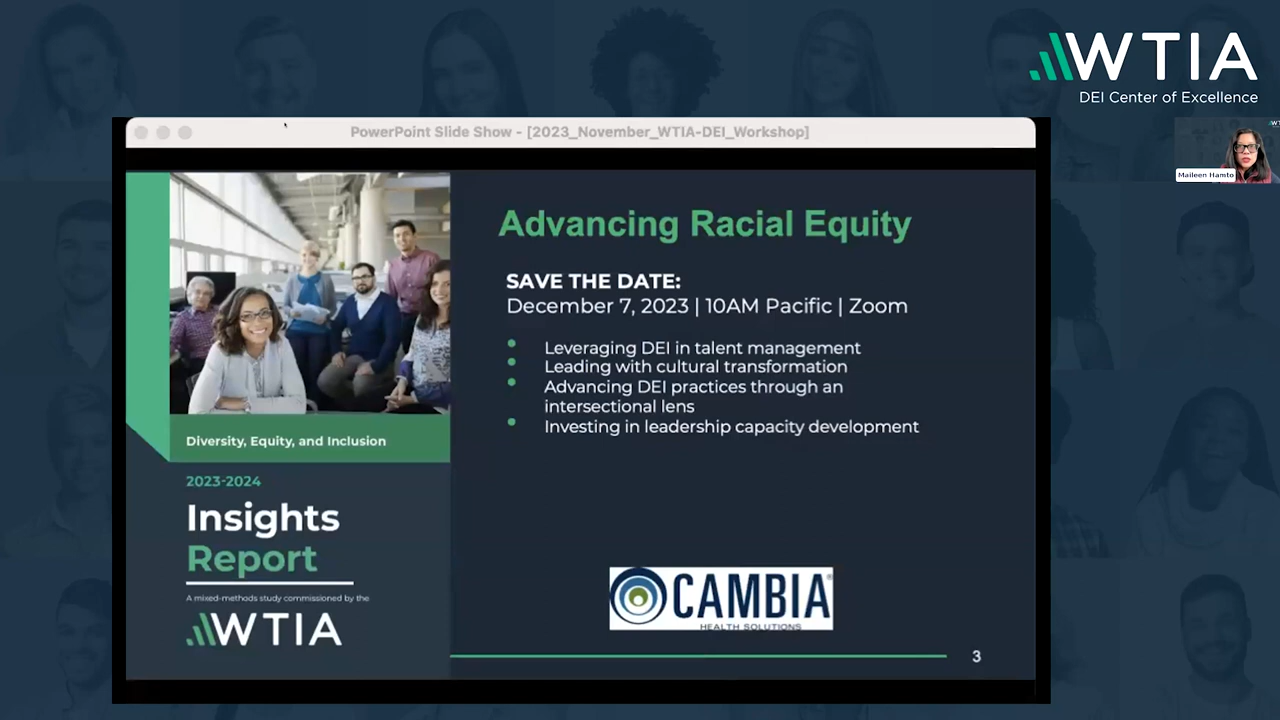 WTIA
DEI Center of Excellence
PowerPoint Slide Show - [2023_November_WTIA-DEI_Workshop]
Maileen Hamto
Advancing Racial Equity
SAVE THE DATE:
December 7, 2023 | 10AM Pacific | Zoom
• Leveraging DEI in talent management
• Leading with cultural transformation
• Advancing DEI practices through an
intersectional lens
• Investing in leadership capacity development
Diversity, Equity, and Inclusion
2023-2024
Insights
Report
A mixed-methods study commissioned by the
WTIA
CAMBIA®
HEALTH SOLUTIONS
3